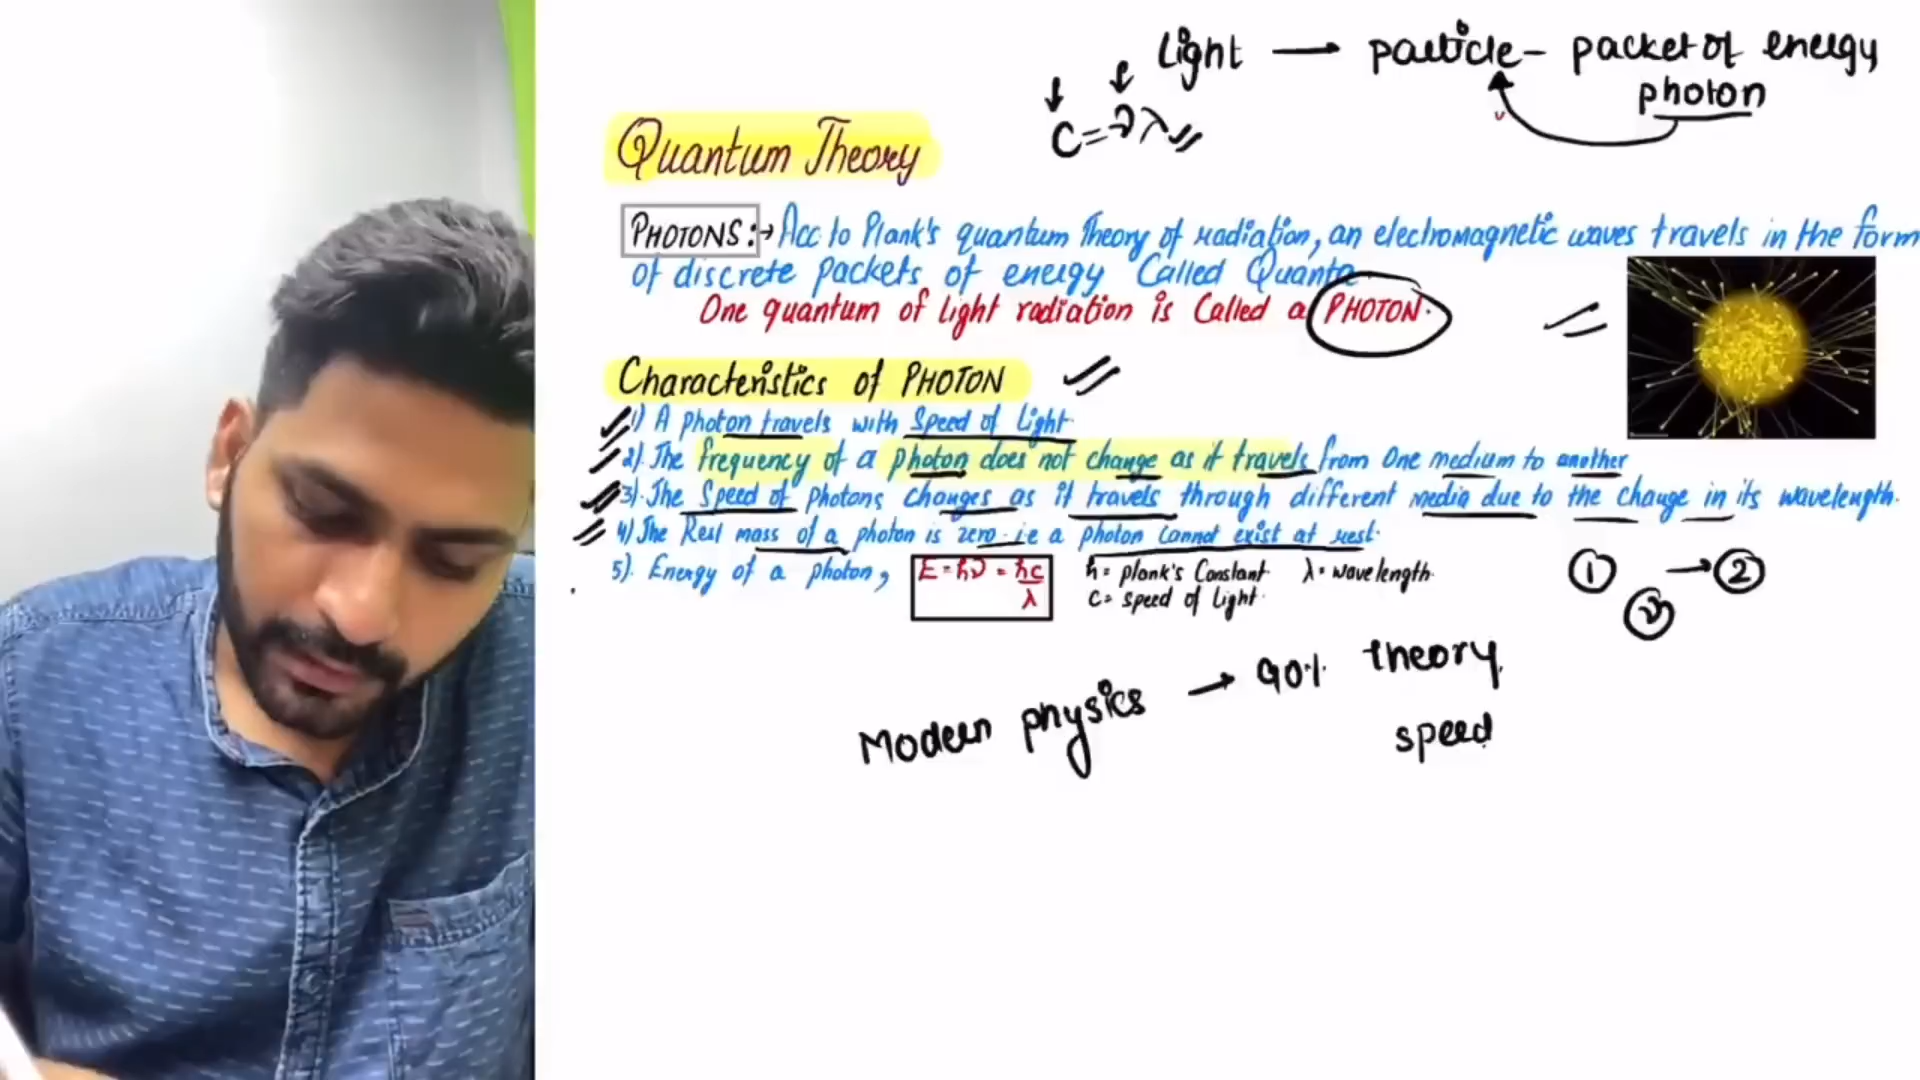 Light → particle - packet of energy
photon
C = νλ
Quantum Theory
PHOTONS:→ Acc to Plank's quantum Theory of radiation, an electromagnetic waves travels in the form
of discrete packets of energy Called Quanta
One quantum of light radiation is Called a PHOTON.
Characteristics of PHOTON
1) A photon travels with Speed of Light.
2). The frequency of a photon does not change as it travels from One medium to another
3). The Speed of photons changes as it travels through different media due to the change in its wavelength.
4) The Rest mass of a photon is zero i.e a photon Cannot exist at rest.
5). Energy of a photon, E = hν = hc/λ h = plank's Constant λ = wavelength.
C = speed of light.
1 → 2
ν
Modern physics → 90% theory
speed